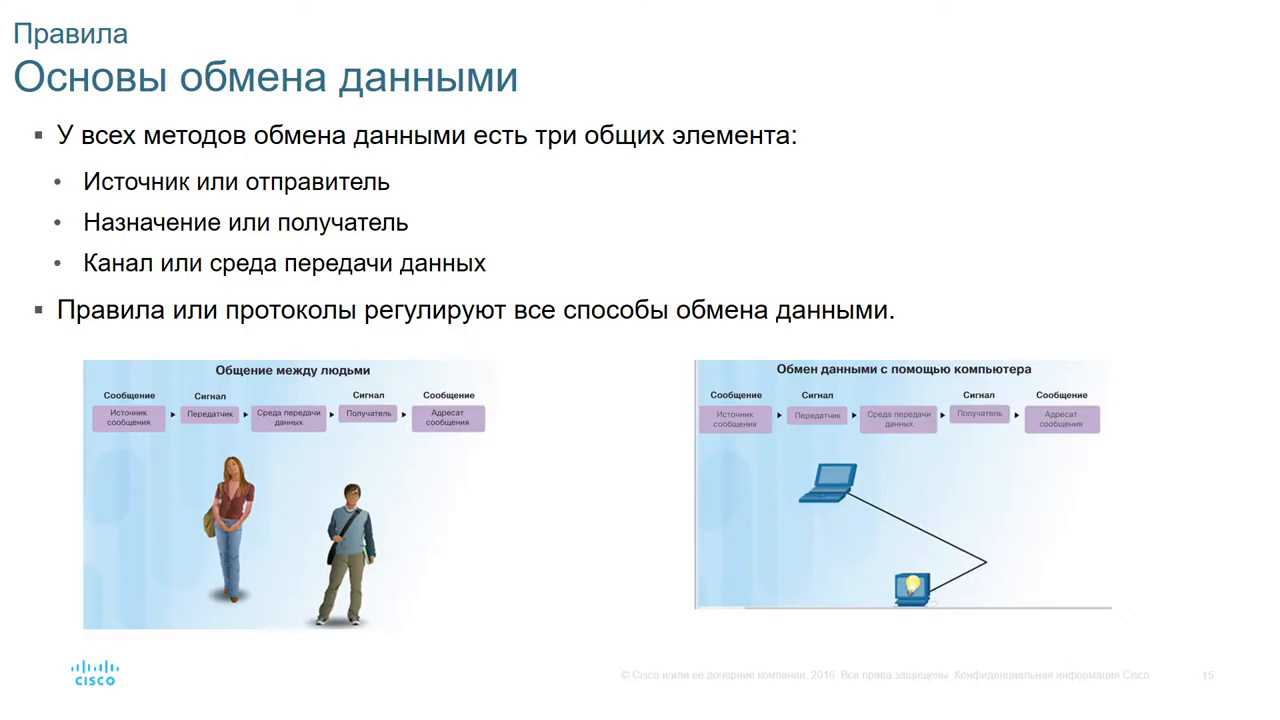 Правила
Основы обмена данными
▪ У всех методов обмена данными есть три общих элемента:
• Источник или отправитель
• Назначение или получатель
• Канал или среда передачи данных
▪ Правила или протоколы регулируют все способы обмена данными.
Общение между людьми
Сообщение Сигнал Сигнал Сообщение
Источник сообщения Передатчик Среда передачи данных Получатель Адресат сообщения
Обмен данными с помощью компьютера
Сообщение Сигнал Сигнал Сообщение
Источник сообщения Передатчик Среда передачи данных Получатель Адресат сообщения
CISCO
© Cisco и/или ее дочерние компании, 2016. Все права защищены. Конфиденциальная информация Cisco
15